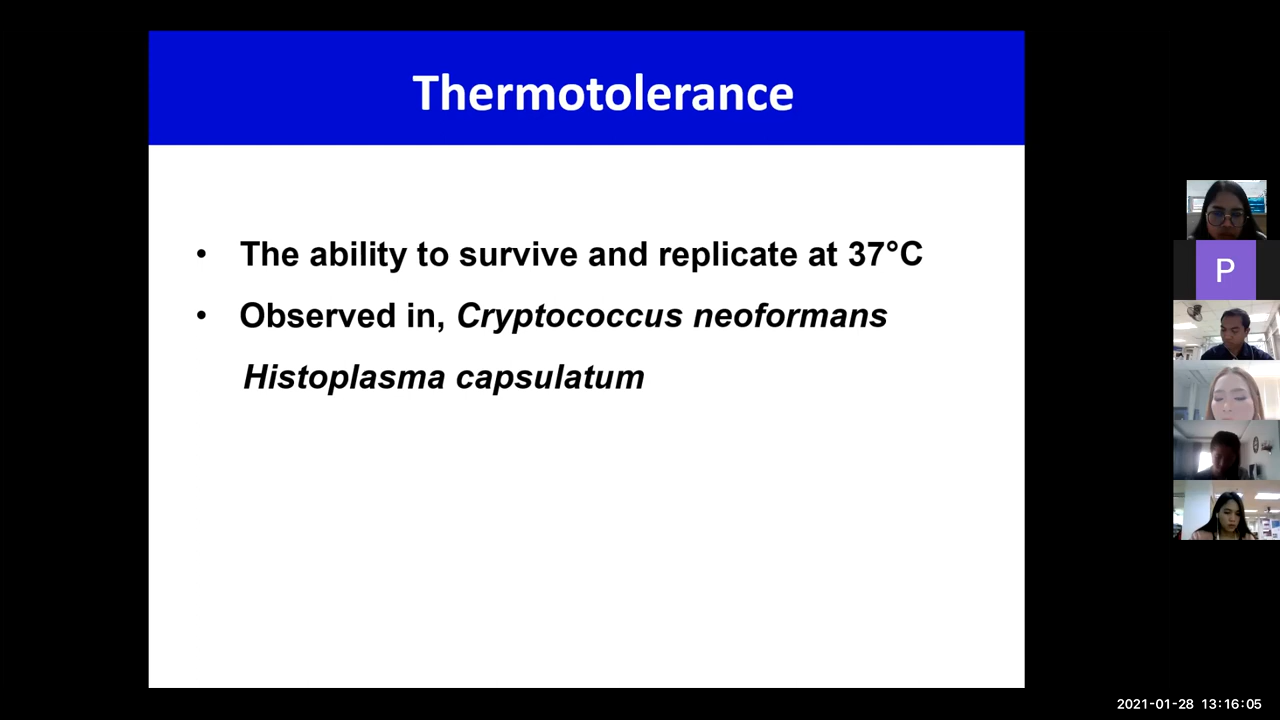 Thermotolerance
• The ability to survive and replicate at 37°C
• Observed in, Cryptococcus neoformans
Histoplasma capsulatum
P
2021-01-28 13:16:05